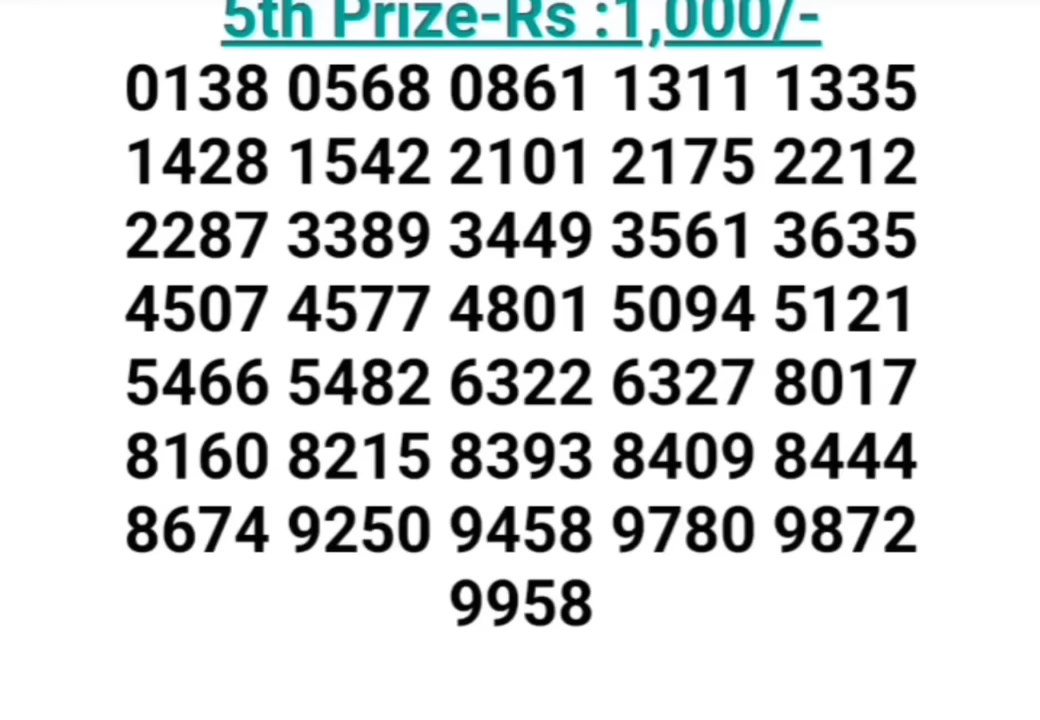 5th Prize-Rs :1,000/-
0138 0568 0861 1311 1335
1428 1542 2101 2175 2212
2287 3389 3449 3561 3635
4507 4577 4801 5094 5121
5466 5482 6322 6327 8017
8160 8215 8393 8409 8444
8674 9250 9458 9780 9872
9958